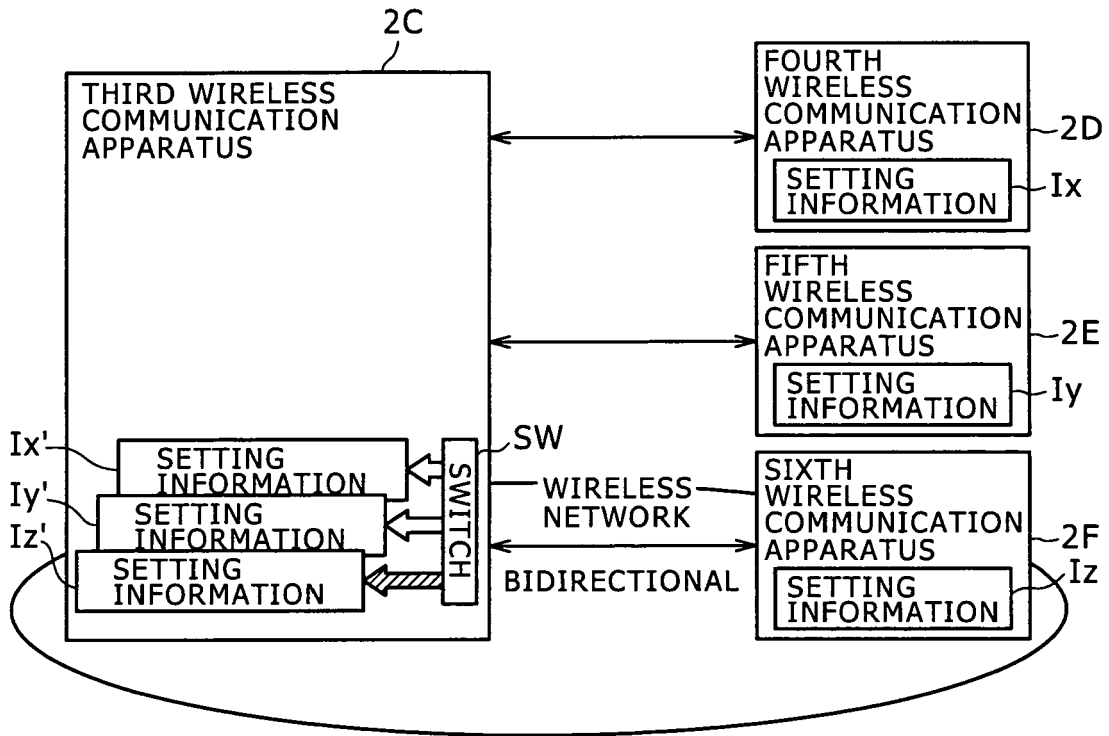 2C
THIRD WIRELESS
COMMUNICATION
APPARATUS
FOURTH
WIRELESS
COMMUNICATION
APPARATUS
2D
SETTING
INFORMATION
Ix
FIFTH
WIRELESS
COMMUNICATION
APPARATUS
2E
SETTING
INFORMATION
Iy
Ix'
SETTING
INFORMATION
Iy'
SETTING
INFORMATION
Iz'
SETTING
INFORMATION
SWITCH
SW
WIRELESS
NETWORK
BIDIRECTIONAL
SIXTH
WIRELESS
COMMUNICATION
APPARATUS
2F
SETTING
INFORMATION
Iz